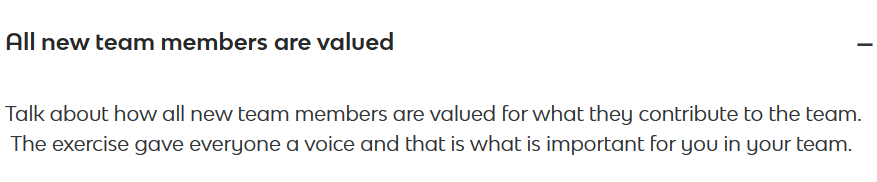 All new team members are valued
Talk about how all new team members are valued for what they contribute to the team.
The exercise gave everyone a voice and that is what is important for you in your team.